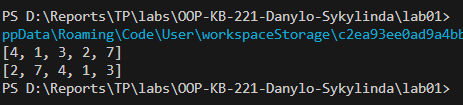 PS D:\Reports\TP\labs\OOP-KB-221-Danylo-Sykylinda\lab01>
ppData\Roaming\Code\User\workspaceStorage\c2ea93ee0ad9a4bb
[4, 1, 3, 2, 7]
[2, 7, 4, 1, 3]
PS D:\Reports\TP\labs\OOP-KB-221-Danylo-Sykylinda\lab01>